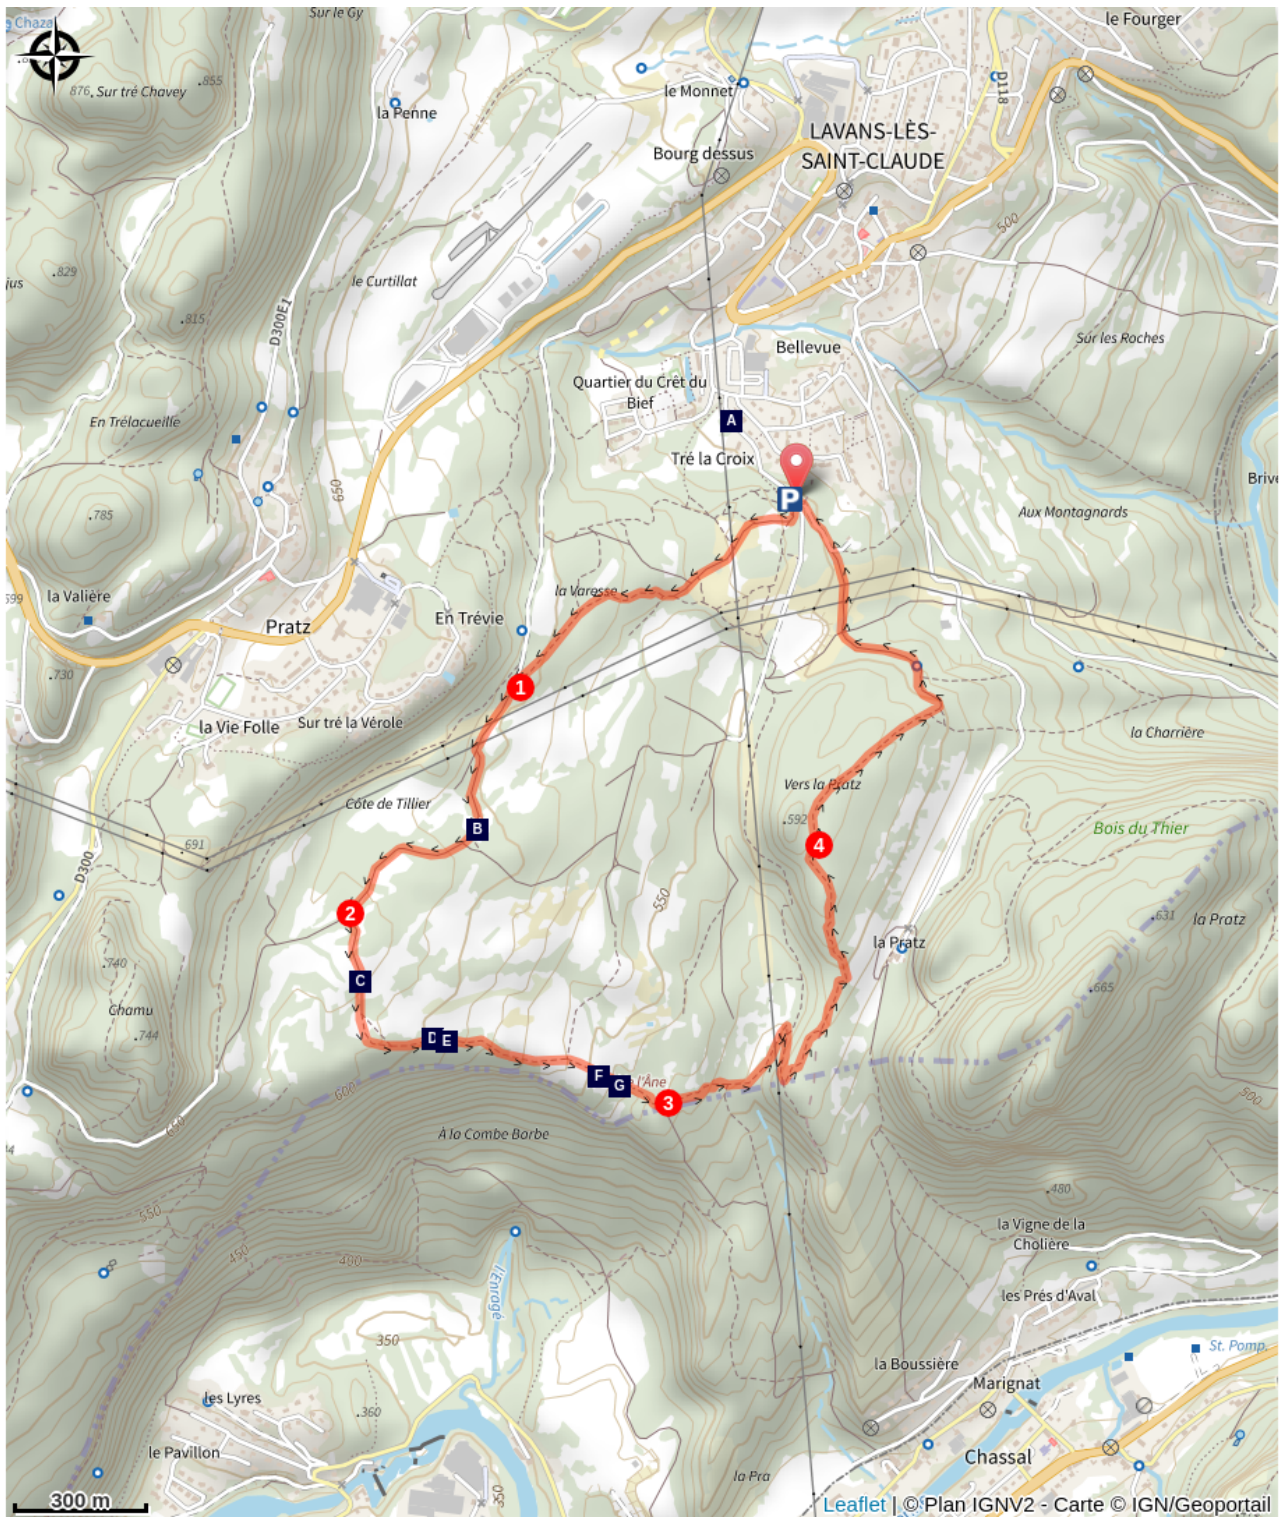 Chaza
Sur le Gy
le Fourger
876
Sur tré Chavey
.855
la Penne
le Monnet
D118
LAVANS-LÈS-
SAINT-CLAUDE
Bourg dessus
500
.829
jus
le Curtillat
.815
D300E1
Sur les Roches
Bellevue
Quartier du Crêt du
Bief
En Trélacueille
A
Tré la Croix
650
P
Brive
.785
Aux Montagnards
599
la Valière
la Varesse
En Trévie
Pratz
.730
1
la Vie Folle
Sur tré la Vérole
la Charrière
Vers la Pratz
Côte de Tillier
.592
B
Bois du Thier
.691
4
D300
550
2
.631
la Pratz
la Pratz
.740
C
.665
Chamu
.744
D
E
F
G
l'Âne
600
3
500
650
À la Combe Barbe
.480
550
la Vigne de la
Cholière
450
400
l'Enragé
les Prés d'Aval
350
St. Pomp.
la Boussière
Marignat
les Lyres
.360
le Pavillon
Chassal
la Pra
350
300 m
Leaflet | © Plan IGNV2 - Carte © IGN/Geoportail